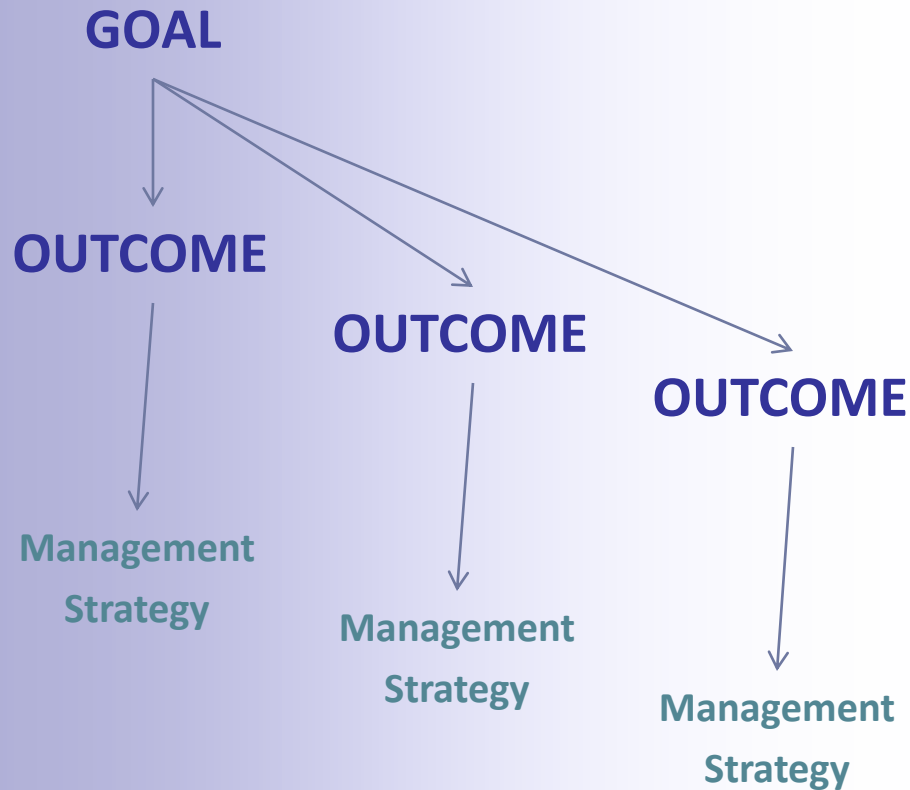 GOAL
OUTCOME
OUTCOME
OUTCOME
Management
Strategy
Management
Strategy
Management
Strategy